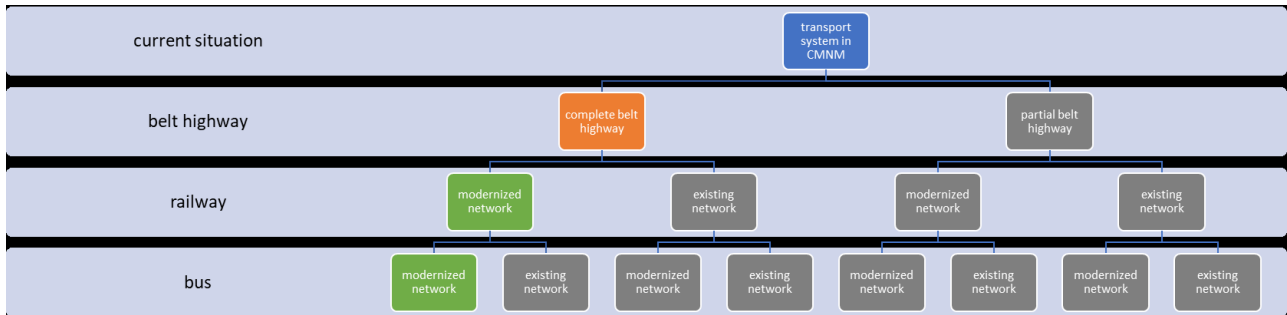 current situation
transport
system in
CMNM
belt highway
complete belt
highway
partial belt
highway
railway
modernized
network
existing
network
modernized
network
existing
network
bus
modernized
network
existing
network
modernized
network
existing
network
modernized
network
existing
network
modernized
network
existing
network